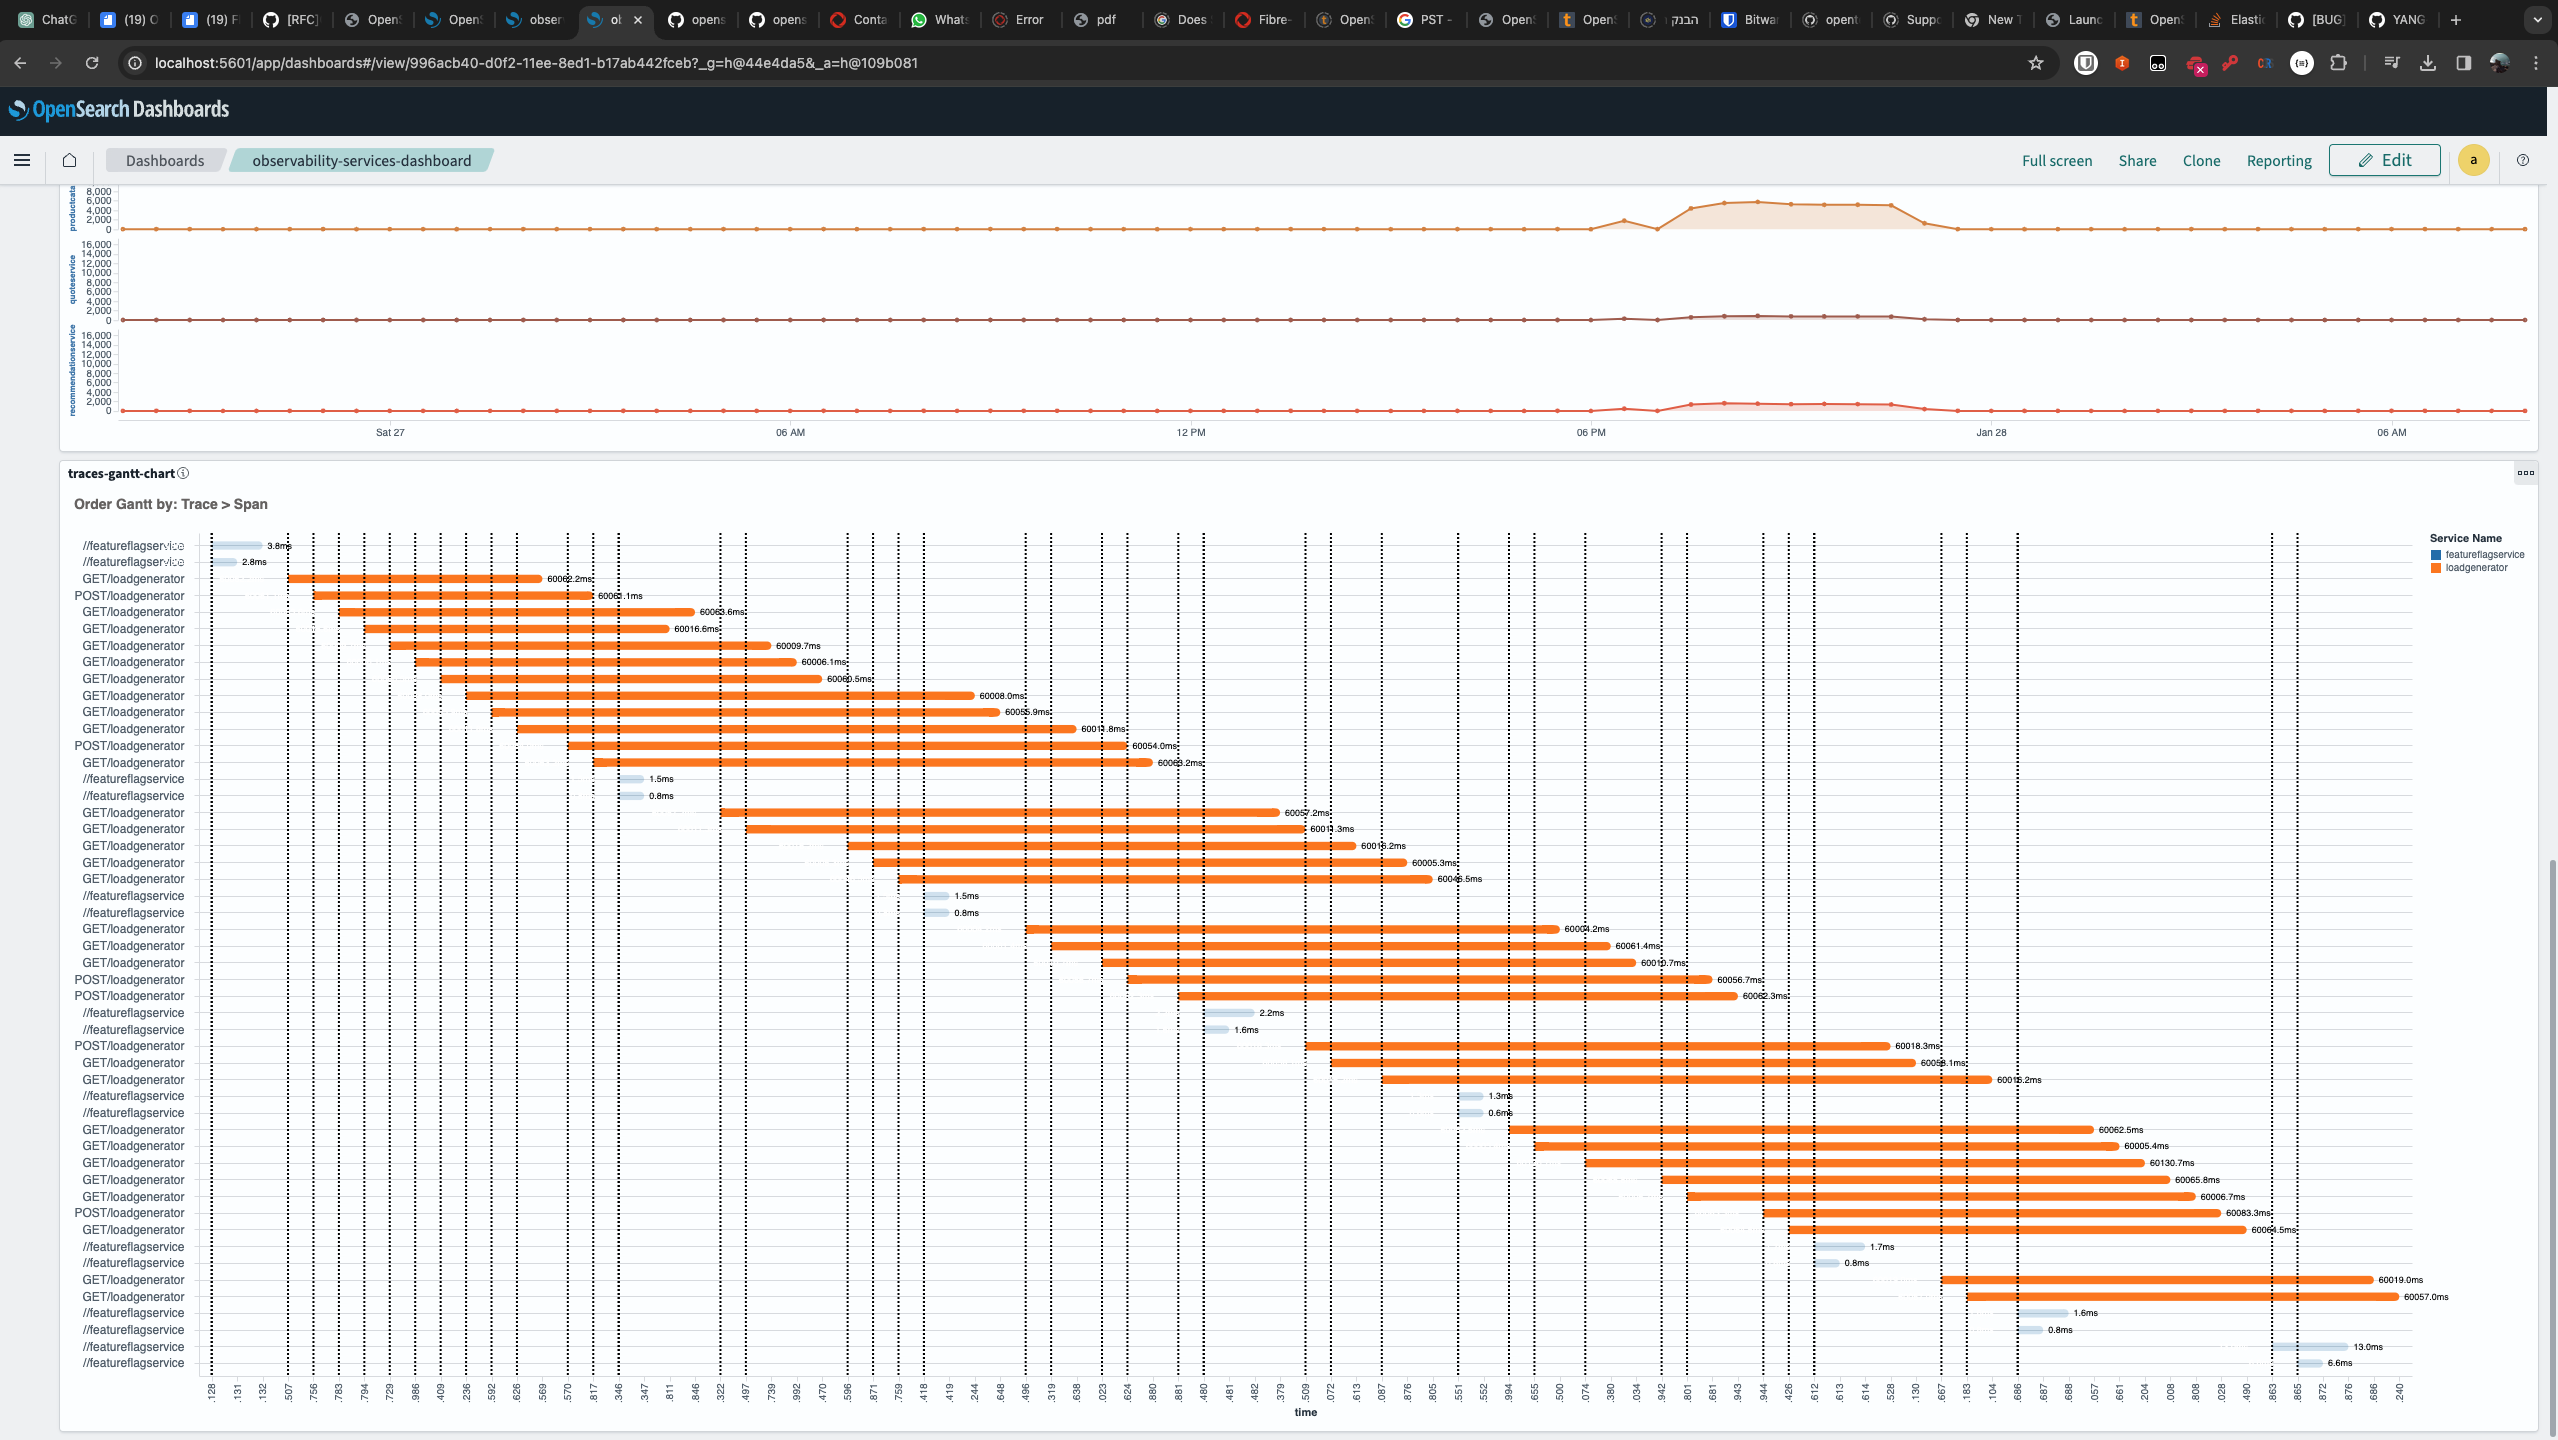 ChatG
(19) O
(19) F
[RFC]
OpenS
OpenS
obser
ob
opens
opens
Conta
Whats
Error
pdf
Does
Fibre-
OpenS
PST -
OpenS
OpenS
הבנק
Bitwar
opent
Suppo
New T
Launc
OpenS
Elastic
[BUG]
YANG
localhost:5601/app/dashboards#/view/996acb40-d0f2-11ee-8ed1-b17ab442fceb?_g=h@44e4da5&_a=h@109b081
OpenSearch Dashboards
Dashboards
observability-services-dashboard
Full screen
Share
Clone
Reporting
Edit
a
productcata
8,000
6,000
4,000
2,000
0
quoteservice
16,000
14,000
12,000
10,000
8,000
6,000
4,000
2,000
0
recommendationservice
16,000
14,000
12,000
10,000
8,000
6,000
4,000
2,000
0
Sat 27
06 AM
12 PM
06 PM
Jan 28
06 AM
traces-gantt-chart
Order Gantt by: Trace > Span
Service Name
featureflagservice
loadgenerator
//featureflagservice 3.8ms
//featureflagservice 2.8ms
GET/loadgenerator 60062.2ms
POST/loadgenerator 60061.1ms
GET/loadgenerator 60063.6ms
GET/loadgenerator 60016.6ms
GET/loadgenerator 60009.7ms
GET/loadgenerator 60006.1ms
GET/loadgenerator 60060.5ms
GET/loadgenerator 60008.0ms
GET/loadgenerator 60055.9ms
GET/loadgenerator 60011.8ms
POST/loadgenerator 60054.0ms
GET/loadgenerator 60063.2ms
//featureflagservice 1.5ms
//featureflagservice 0.8ms
GET/loadgenerator 60057.2ms
GET/loadgenerator 60011.3ms
GET/loadgenerator 60016.2ms
GET/loadgenerator 60005.3ms
GET/loadgenerator 60046.5ms
//featureflagservice 1.5ms
//featureflagservice 0.8ms
GET/loadgenerator 60004.2ms
GET/loadgenerator 60061.4ms
GET/loadgenerator 60010.7ms
POST/loadgenerator 60056.7ms
POST/loadgenerator 60062.3ms
//featureflagservice 2.2ms
//featureflagservice 1.6ms
POST/loadgenerator 60018.3ms
GET/loadgenerator 60058.1ms
GET/loadgenerator 60016.2ms
//featureflagservice 1.3ms
//featureflagservice 0.6ms
GET/loadgenerator 60062.5ms
GET/loadgenerator 60005.4ms
GET/loadgenerator 60130.7ms
GET/loadgenerator 60065.8ms
GET/loadgenerator 60006.7ms
POST/loadgenerator 60083.3ms
GET/loadgenerator 60064.5ms
//featureflagservice 1.7ms
//featureflagservice 0.8ms
GET/loadgenerator 60019.0ms
GET/loadgenerator 60057.0ms
//featureflagservice 1.6ms
//featureflagservice 0.8ms
//featureflagservice 13.0ms
//featureflagservice 6.6ms
.128 .131 .132 .507 .756 .783 .794 .729 .986 .409 .236 .592 .626 .569 .570 .817 .346 .347 .811 .846 .322 .497 .739 .992 .470 .596 .871 .759 .418 .419 .244 .648 .496 .319 .638 .023 .624 .880 .881 .480 .481 .482 .379 .509 .072 .613 .087 .876 .805 .551 .552 .994 .655 .500 .074 .380 .034 .942 .801 .681 .943 .944 .426 .612 .613 .614 .528 .130 .667 .183 .104 .686 .687 .688 .057 .661 .204 .008 .808 .028 .490 .863 .865 .872 .876 .686 .240
time